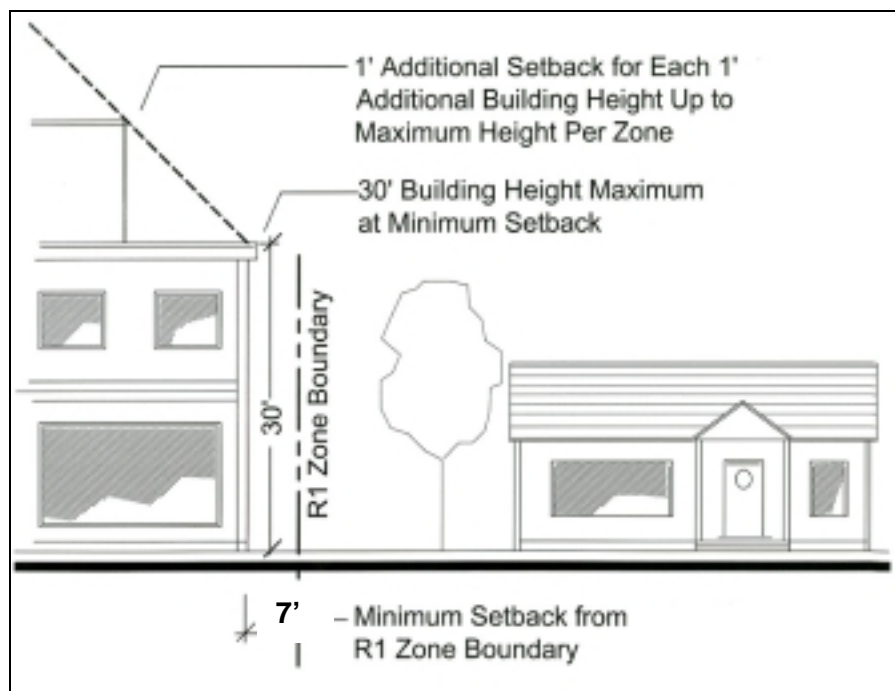 1' Additional Setback for Each 1'
Additional Building Height Up to
Maximum Height Per Zone
30' Building Height Maximum
at Minimum Setback
30'
R1 Zone Boundary
7’
Minimum Setback from
R1 Zone Boundary